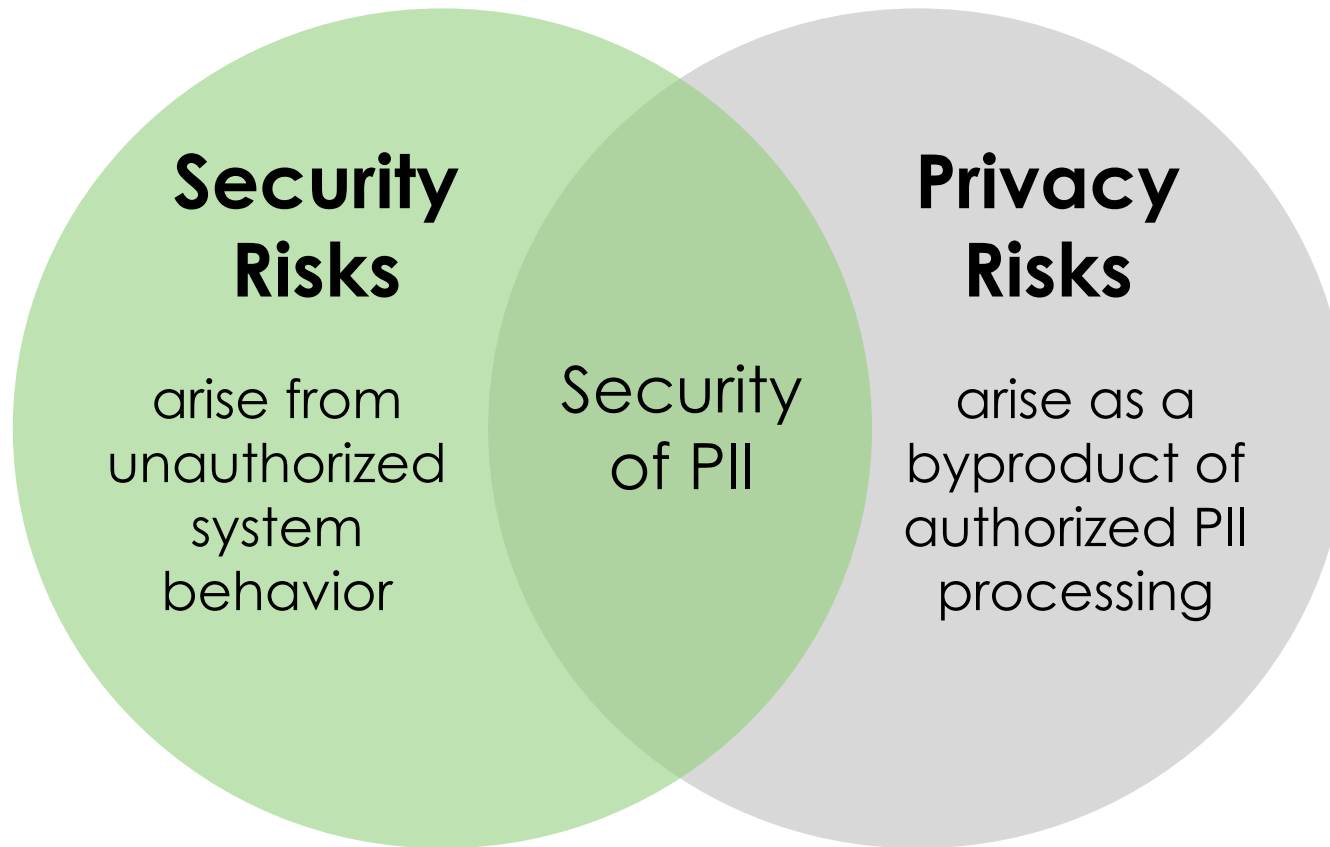 Security
Risks
arise from
unauthorized
system
behavior
Security
of PII
Privacy
Risks
arise as a
byproduct of
authorized PII
processing